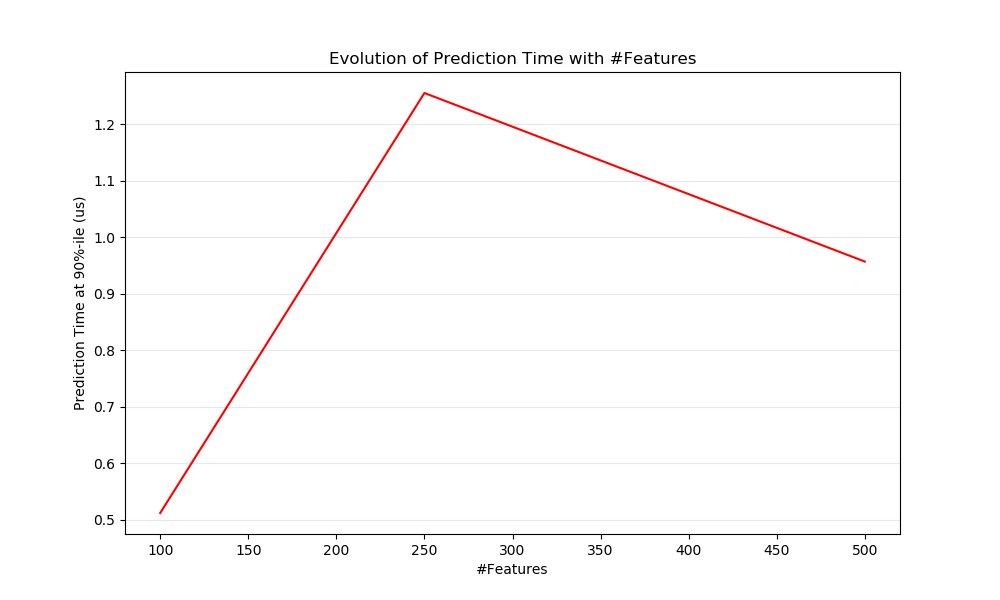 Evolution of Prediction Time with #Features
Prediction Time at 90%-ile (us)
1.2
1.1
1.0
0.9
0.8
0.7
0.6
0.5
100 150 200 250 300 350 400 450 500
#Features